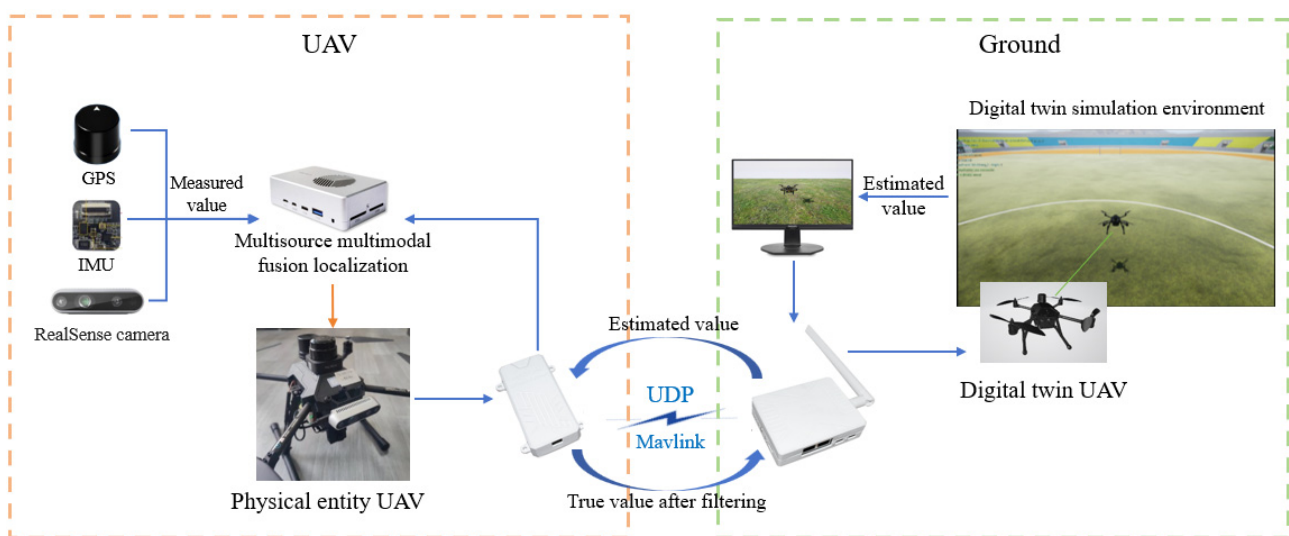 UAV
GPS
IMU
RealSense camera
Measured
value
Multisource multimodal
fusion localization
Physical entity UAV
Estimated value
UDP
Mavlink
True value after filtering
Ground
Digital twin simulation environment
Estimated
value
Digital twin UAV